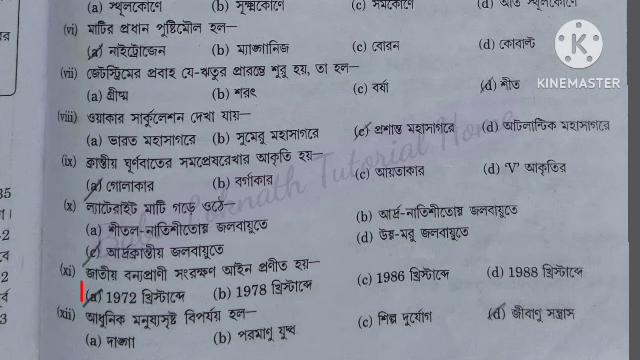 (a) স্থূলকোণে (b) সূক্ষ্মকোণে (c) সমকোণে (d) অতি স্থূলকোণে
(vi) মাটির প্রধান পুষ্টিমৌল হল—
(a) নাইট্রোজেন (b) ম্যাঙ্গানিজ (c) বোরন (d) কোবাল্ট
(vii) জেটস্ট্রিমের প্রবাহ যে-ঋতুর প্রারম্ভে শুরু হয়, তা হল—
(a) গ্রীষ্ম (b) শরৎ (c) বর্ষা (d) শীত
(viii) ওয়াকার সার্কুলেশন দেখা যায়—
(a) ভারত মহাসাগরে (b) সুমেরু মহাসাগরে (c) প্রশান্ত মহাসাগরে (d) আটলান্টিক মহাসাগরে
(ix) ক্রান্তীয় ঘূর্ণবাতের সমপ্রেষরেখার আকৃতি হয়—
(a) গোলাকার (b) বর্গাকার (c) আয়তাকার (d) 'V' আকৃতির
(x) ল্যাটেরাইট মাটি গড়ে ওঠে—
(a) শীতল-নাতিশীতোষ্ণ জলবায়ুতে (b) আর্দ্র-নাতিশীতোষ্ণ জলবায়ুতে
(c) আর্দ্রক্রান্তীয় জলবায়ুতে (d) উষ্ণ-মরু জলবায়ুতে
(xi) জাতীয় বন্যপ্রাণী সংরক্ষণ আইন প্রণীত হয়—
(a) 1972 খ্রিস্টাব্দে (b) 1978 খ্রিস্টাব্দে (c) 1986 খ্রিস্টাব্দে (d) 1988 খ্রিস্টাব্দে
(xii) আধুনিক মনুষ্যসৃষ্ট বিপর্যয় হল—
(a) দাঙ্গা (b) পরমাণু যুদ্ধ (c) শিল্প দুর্যোগ (d) জীবাণু সন্ত্রাস
KINEMASTER
Tutorial Home